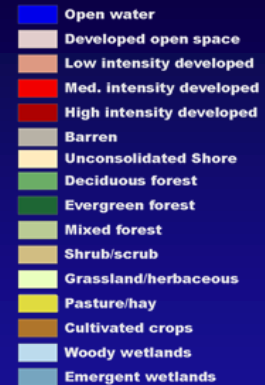 Open water
Developed open space
Low intensity developed
Med. intensity developed
High intensity developed
Barren
Unconsolidated Shore
Deciduous forest
Evergreen forest
Mixed forest
Shrub/scrub
Grassland/herbaceous
Pasture/hay
Cultivated crops
Woody wetlands
Emergent wetlands